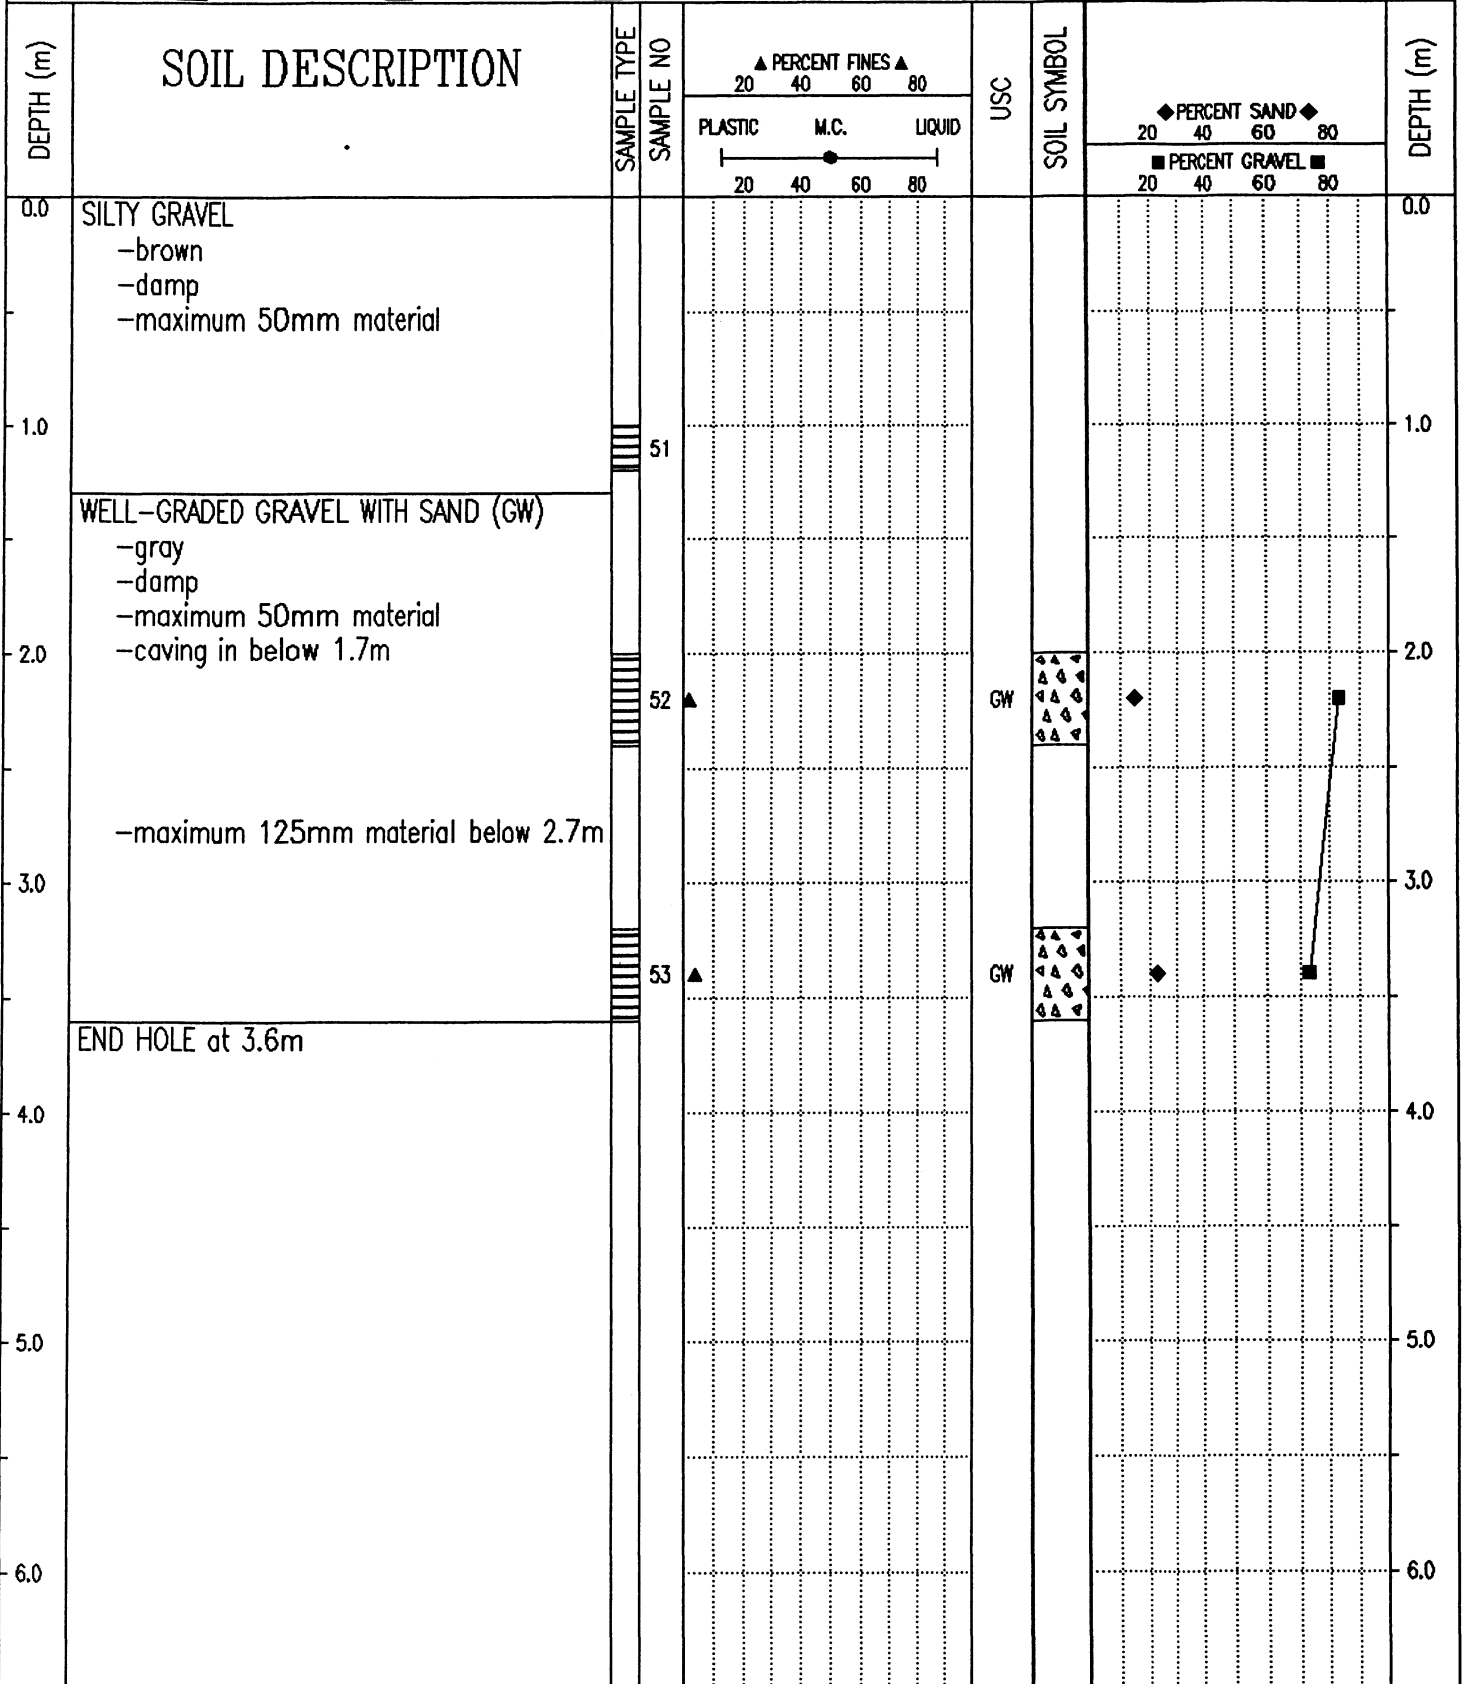 DEPTH (m)
SOIL DESCRIPTION
SAMPLE TYPE
SAMPLE NO
▲ PERCENT FINES ▲
20 40 60 80
PLASTIC M.C. LIQUID
20 40 60 80
USC
SOIL SYMBOL
◆ PERCENT SAND ◆
20 40 60 80
■ PERCENT GRAVEL ■
20 40 60 80
DEPTH (m)
0.0 SILTY GRAVEL 0.0
-brown
-damp
-maximum 50mm material
1.0 1.0
51
WELL-GRADED GRAVEL WITH SAND (GW)
-gray
-damp
-maximum 50mm material
2.0 -caving in below 1.7m 2.0
52 GW
-maximum 125mm material below 2.7m
3.0 3.0
53 GW
END HOLE at 3.6m
4.0 4.0
5.0 5.0
6.0 6.0